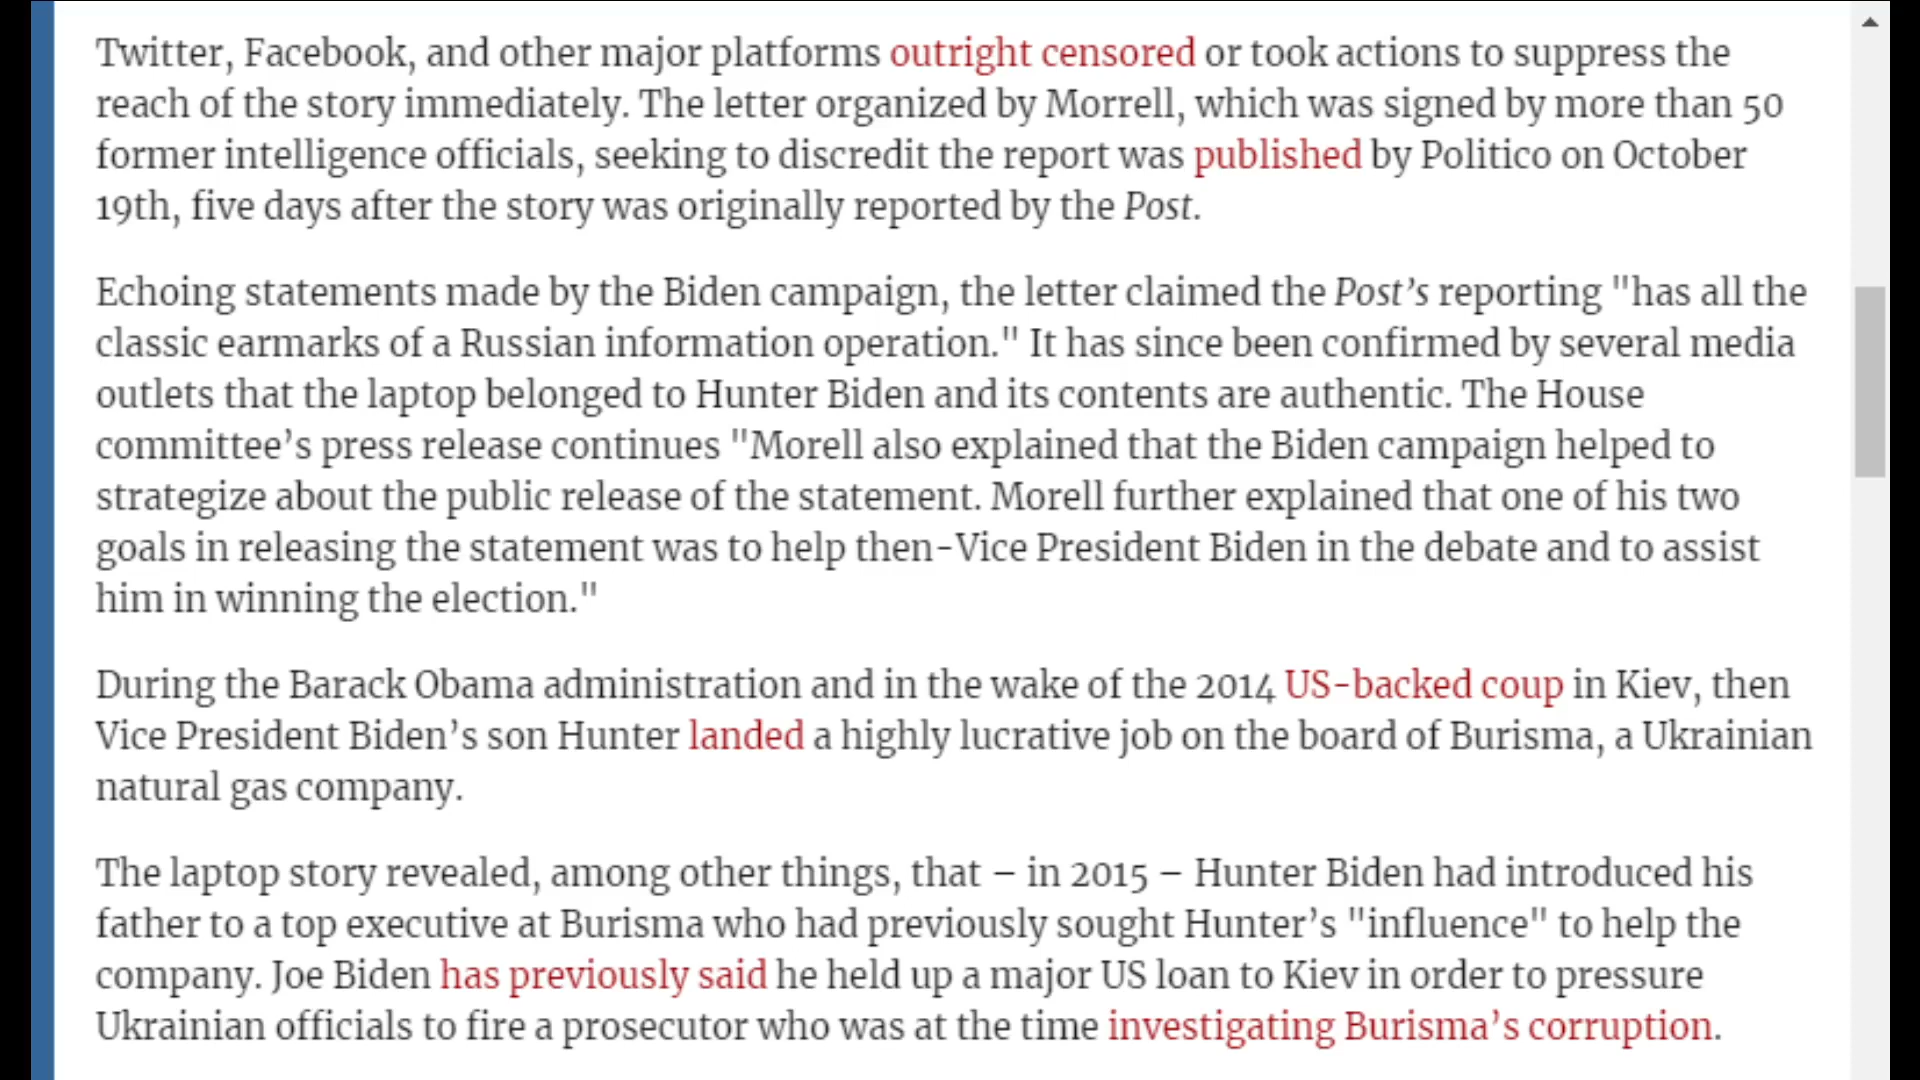 Twitter, Facebook, and other major platforms outright censored or took actions to suppress the
reach of the story immediately. The letter organized by Morrell, which was signed by more than 50
former intelligence officials, seeking to discredit the report was published by Politico on October
19th, five days after the story was originally reported by the Post.
Echoing statements made by the Biden campaign, the letter claimed the Post’s reporting "has all the
classic earmarks of a Russian information operation." It has since been confirmed by several media
outlets that the laptop belonged to Hunter Biden and its contents are authentic. The House
committee’s press release continues "Morell also explained that the Biden campaign helped to
strategize about the public release of the statement. Morell further explained that one of his two
goals in releasing the statement was to help then-Vice President Biden in the debate and to assist
him in winning the election."
During the Barack Obama administration and in the wake of the 2014 US-backed coup in Kiev, then
Vice President Biden’s son Hunter landed a highly lucrative job on the board of Burisma, a Ukrainian
natural gas company.
The laptop story revealed, among other things, that – in 2015 – Hunter Biden had introduced his
father to a top executive at Burisma who had previously sought Hunter’s "influence" to help the
company. Joe Biden has previously said he held up a major US loan to Kiev in order to pressure
Ukrainian officials to fire a prosecutor who was at the time investigating Burisma’s corruption.